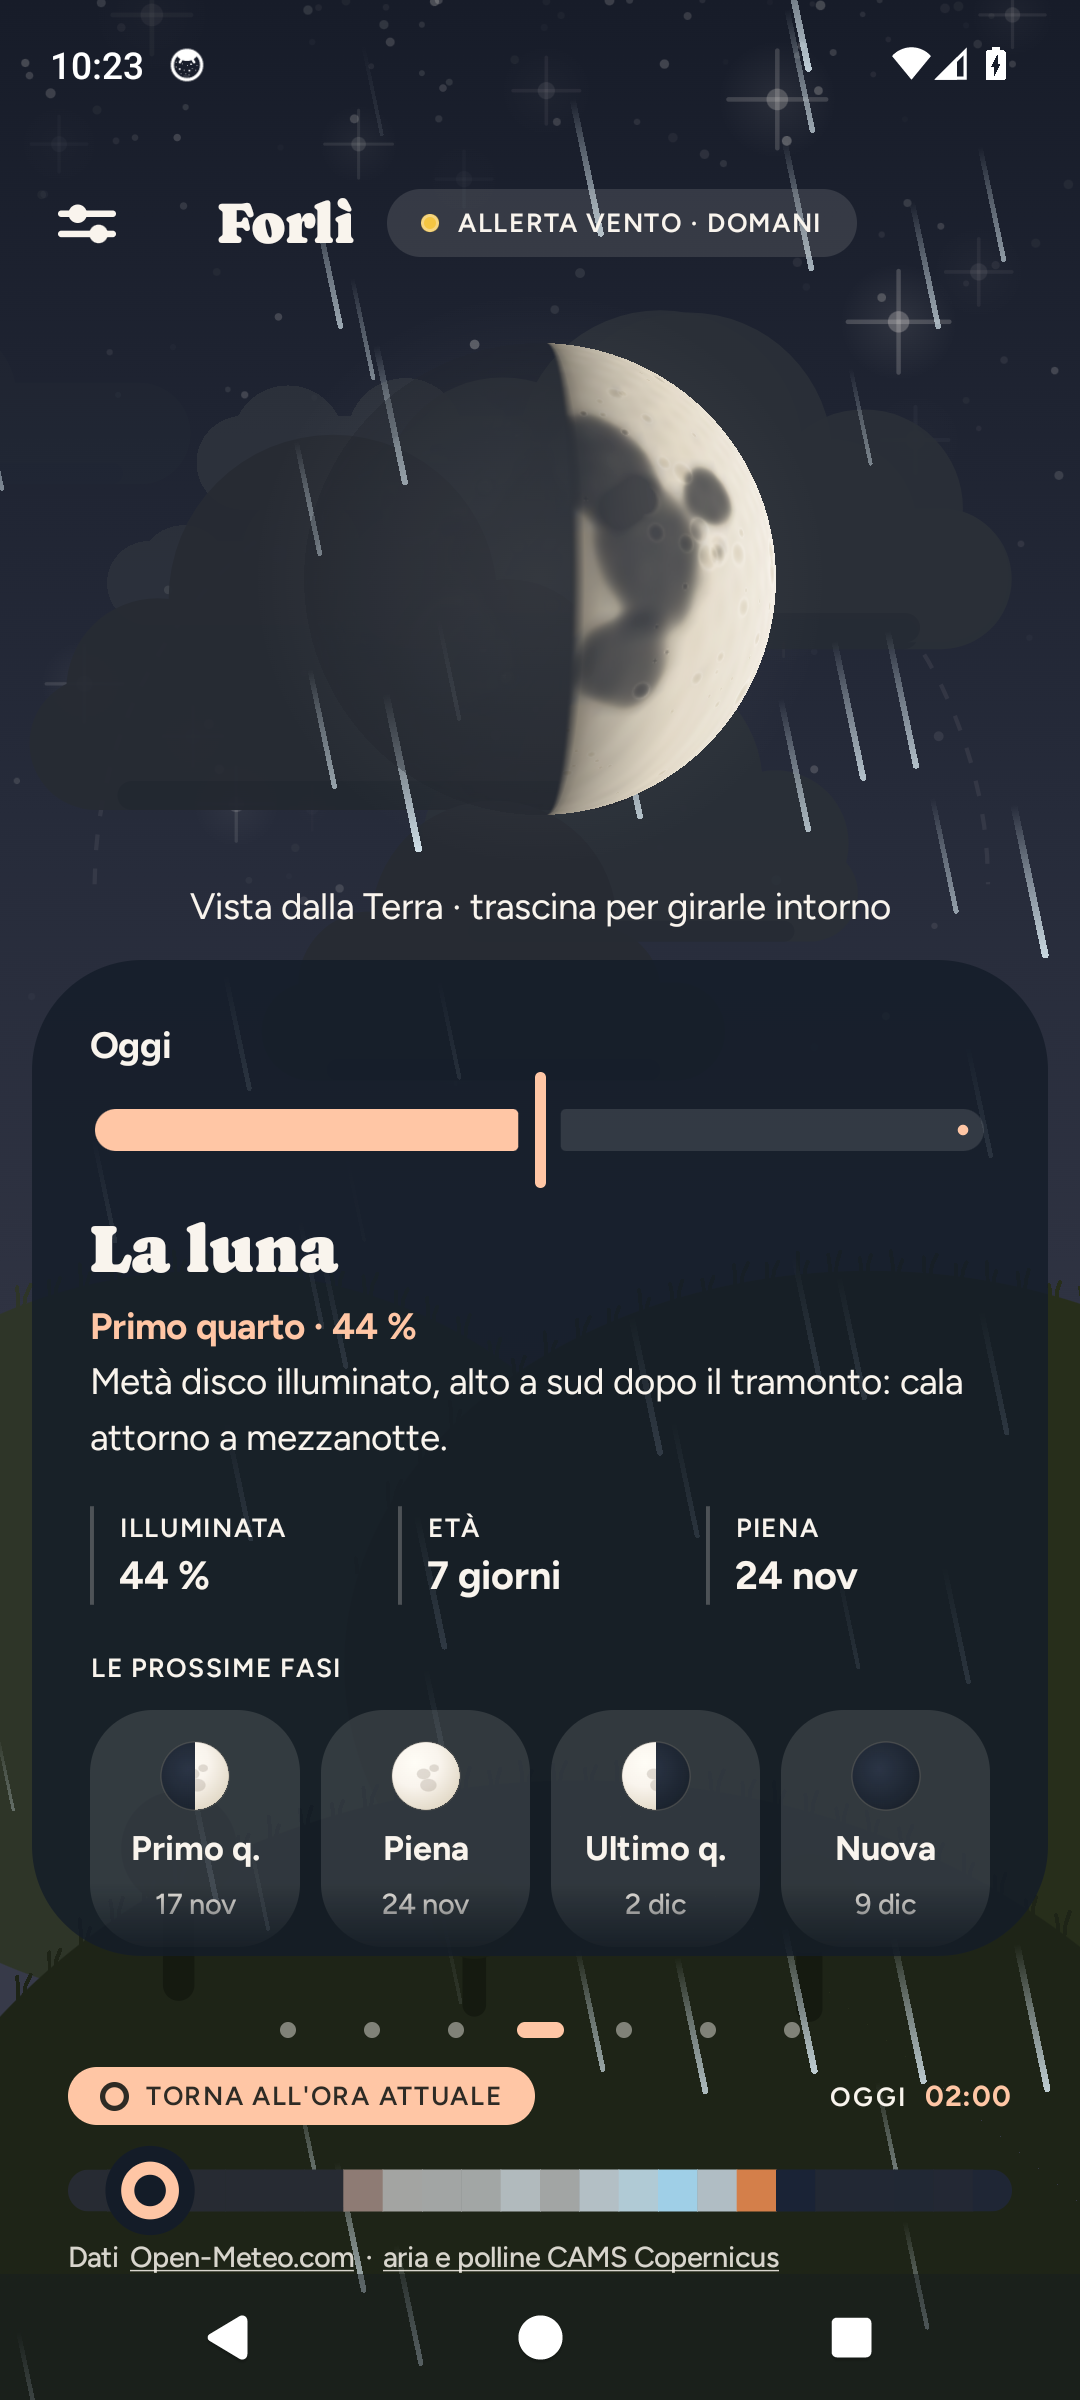 10:23
Forlì
ALLERTA VENTO · DOMANI
Vista dalla Terra · trascina per girarle intorno
Oggi
La luna
Primo quarto · 44 %
Metà disco illuminato, alto a sud dopo il tramonto: cala
attorno a mezzanotte.
ILLUMINATA ETÀ PIENA
44 % 7 giorni 24 nov
LE PROSSIME FASI
Primo q. Piena Ultimo q. Nuova
17 nov 24 nov 2 dic 9 dic
TORNA ALL'ORA ATTUALE OGGI 02:00
Dati Open-Meteo.com · aria e polline CAMS Copernicus